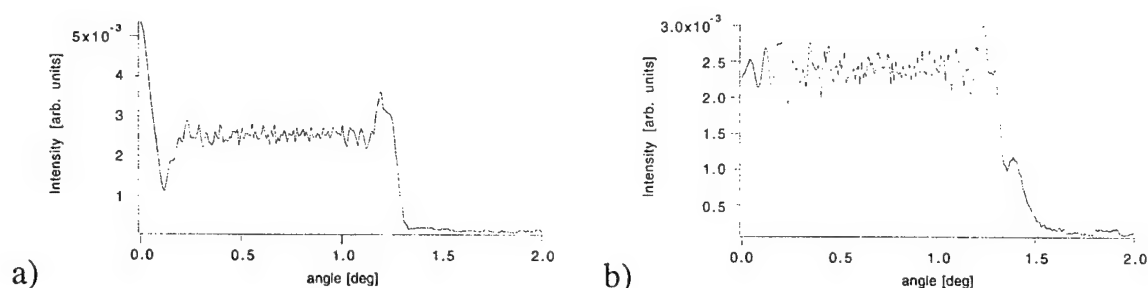 5x10⁻³
4
3
2
1
Intensity [arb. units]
0.0 0.5 1.0 1.5 2.0
angle [deg]
a)
3.0x10⁻³
2.5
2.0
1.5
1.0
0.5
Intensity [arb. units]
0.0 0.5 1.0 1.5 2.0
angle [deg]
b)